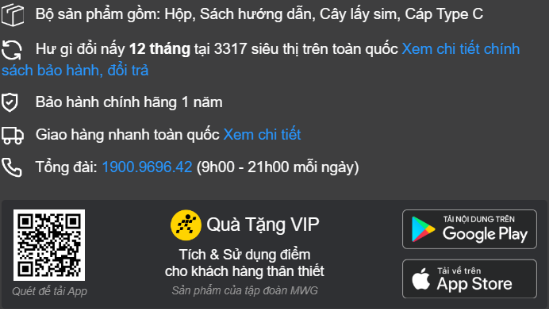 Bộ sản phẩm gồm: Hộp, Sách hướng dẫn, Cây lấy sim, Cáp Type C
Hư gì đổi nấy 12 tháng tại 3317 siêu thị trên toàn quốc Xem chi tiết chính
sách bảo hành, đổi trả
Bảo hành chính hãng 1 năm
Giao hàng nhanh toàn quốc Xem chi tiết
Tổng đài: 1900.9696.42 (9h00 - 21h00 mỗi ngày)
Quét để tải App
Quà Tặng VIP
Tích & Sử dụng điểm
cho khách hàng thân thiết
Sản phẩm của tập đoàn MWG
TẢI NỘI DUNG TRÊN
Google Play
Tải về trên
App Store